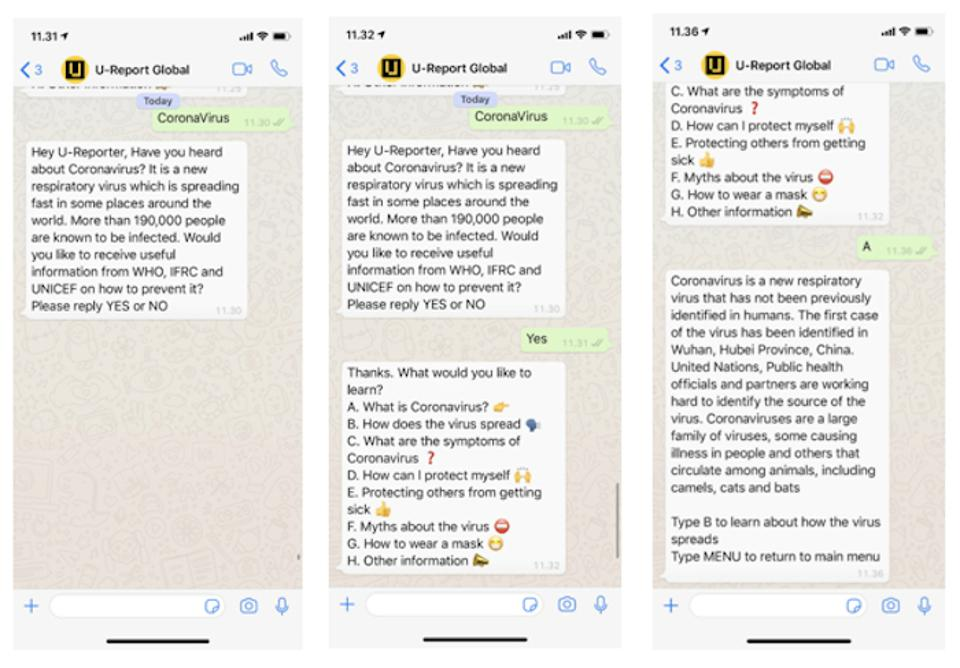 11.31
3
U-Report Global
Today
CoronaVirus 11.30
Hey U-Reporter, Have you heard
about Coronavirus? It is a new
respiratory virus which is spreading
fast in some places around the
world. More than 190,000 people
are known to be infected. Would
you like to receive useful
information from WHO, IFRC and
UNICEF on how to prevent it?
Please reply YES or NO 11.30
11.32
3
U-Report Global
Today
CoronaVirus 11.30
Hey U-Reporter, Have you heard
about Coronavirus? It is a new
respiratory virus which is spreading
fast in some places around the
world. More than 190,000 people
are known to be infected. Would
you like to receive useful
information from WHO, IFRC and
UNICEF on how to prevent it?
Please reply YES or NO 11.30
Yes 11.31
Thanks. What would you like to
learn?
A. What is Coronavirus? 👉
B. How does the virus spread 🗣
C. What are the symptoms of
Coronavirus ❓
D. How can I protect myself 🙌
E. Protecting others from getting
sick 👍
F. Myths about the virus ⛔
G. How to wear a mask 😷
H. Other information 📣 11.32
11.36
3
U-Report Global
C. What are the symptoms of
Coronavirus ❓
D. How can I protect myself 🙌
E. Protecting others from getting
sick 👍
F. Myths about the virus ⛔
G. How to wear a mask 😷
H. Other information 📣 11.32
A 11.36
Coronavirus is a new respiratory
virus that has not been previously
identified in humans. The first case
of the virus has been identified in
Wuhan, Hubei Province, China.
United Nations, Public health
officials and partners are working
hard to identify the source of the
virus. Coronaviruses are a large
family of viruses, some causing
illness in people and others that
circulate among animals, including
camels, cats and bats
Type B to learn about how the virus
spreads
Type MENU to return to main menu
11.36